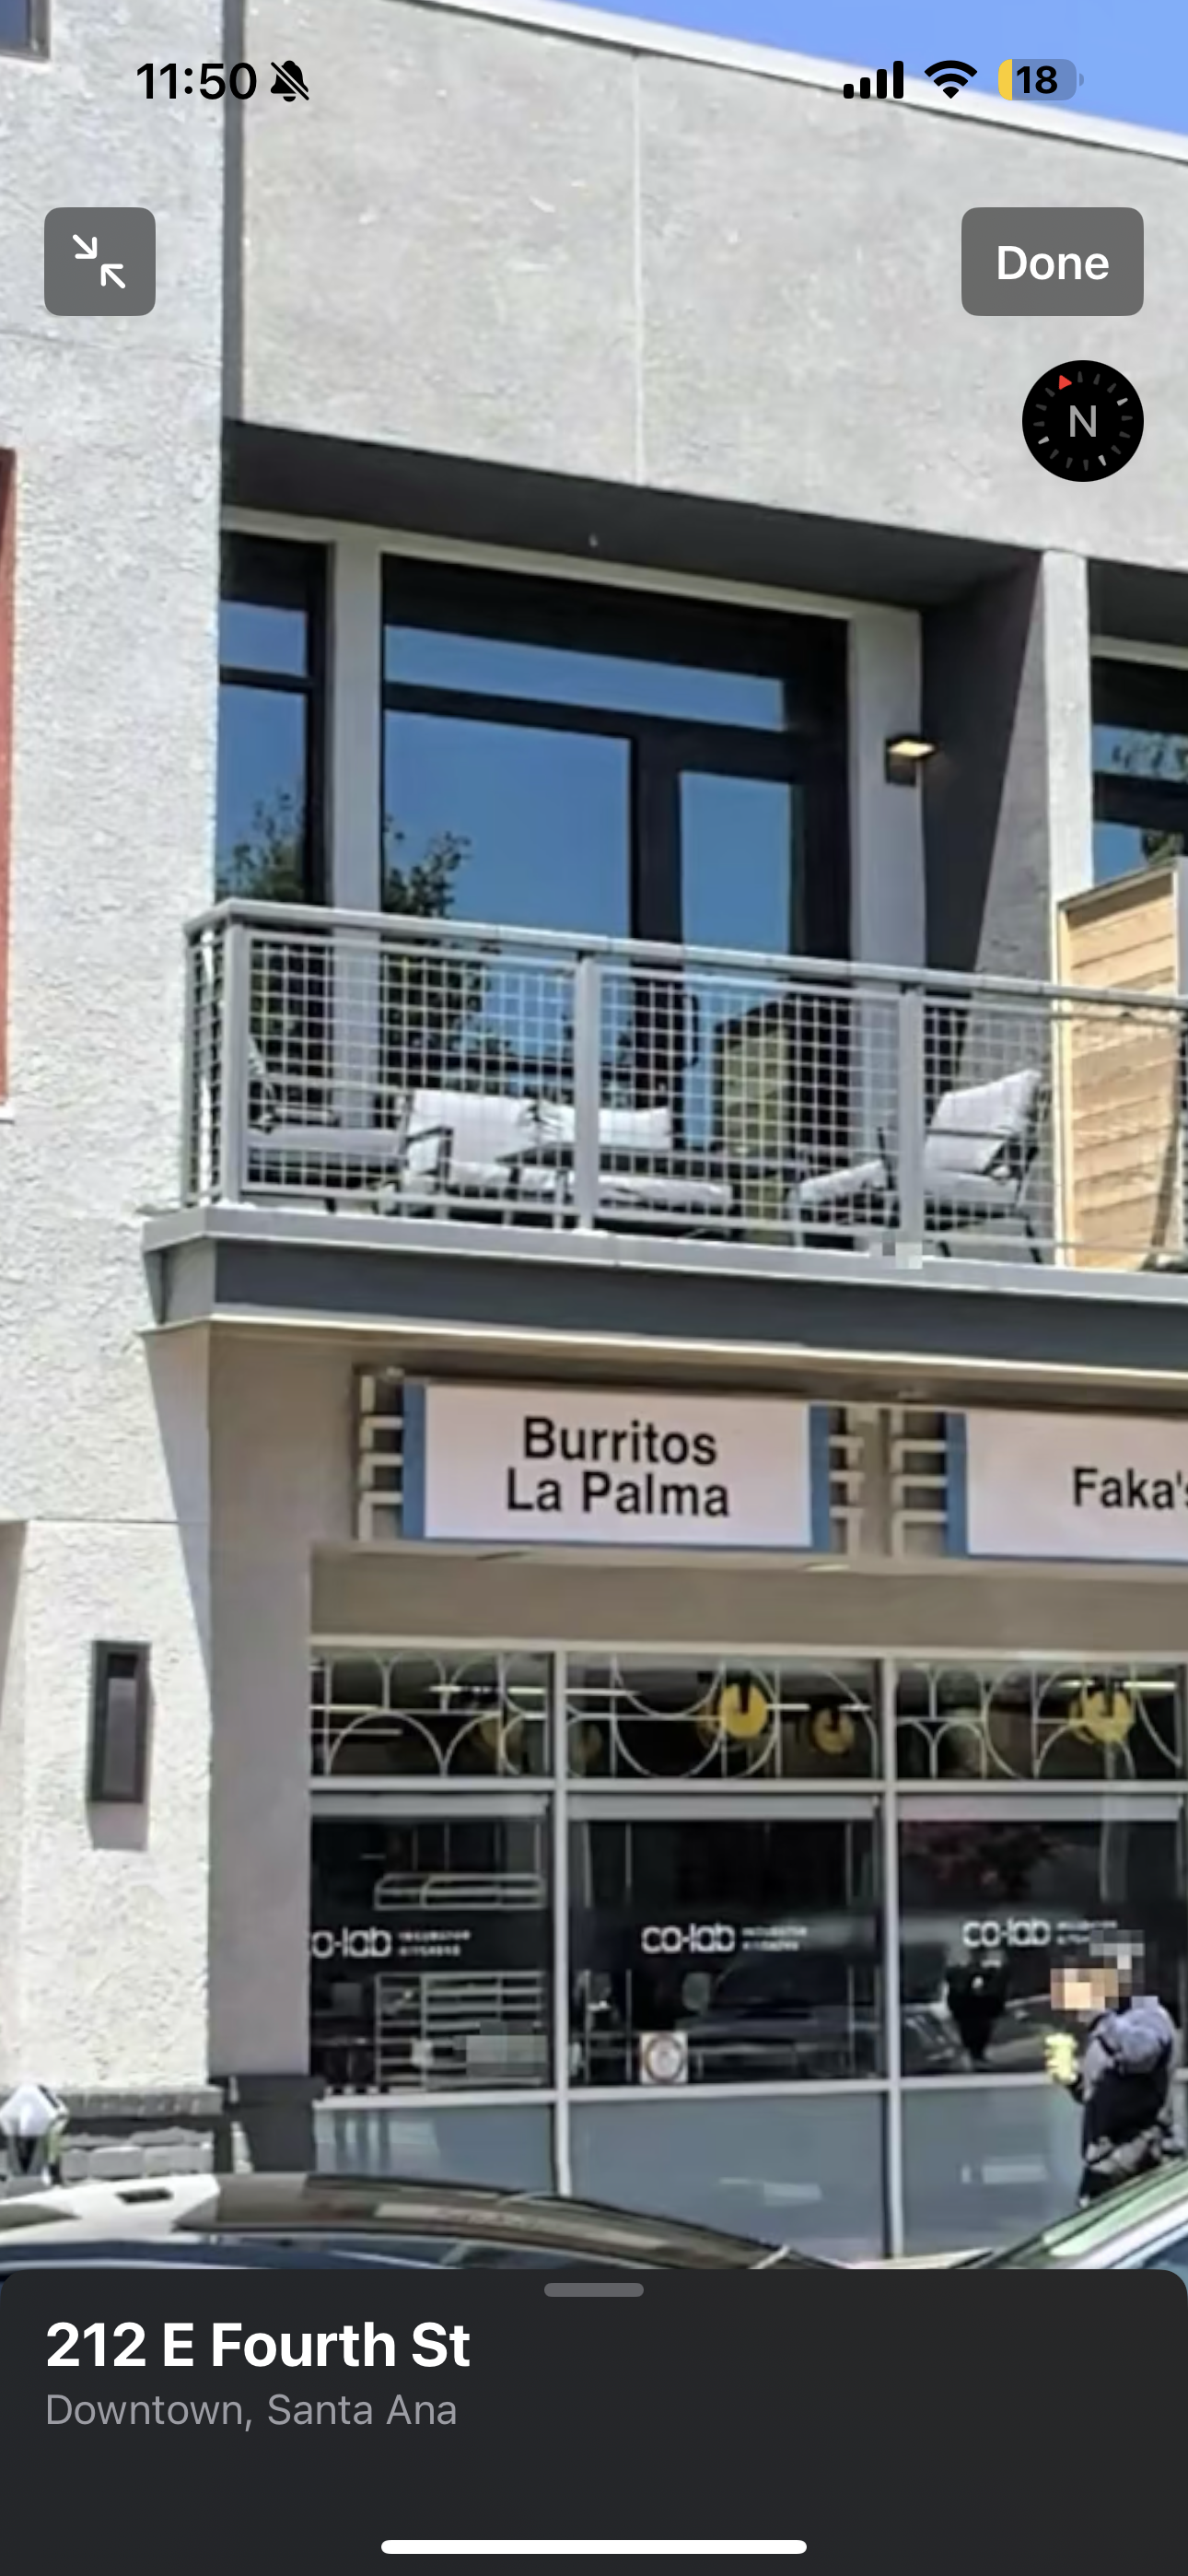 11:50
18
Done
N
Burritos
La Palma
Faka's
co-lab
co-lab
co-lab
212 E Fourth St
Downtown, Santa Ana